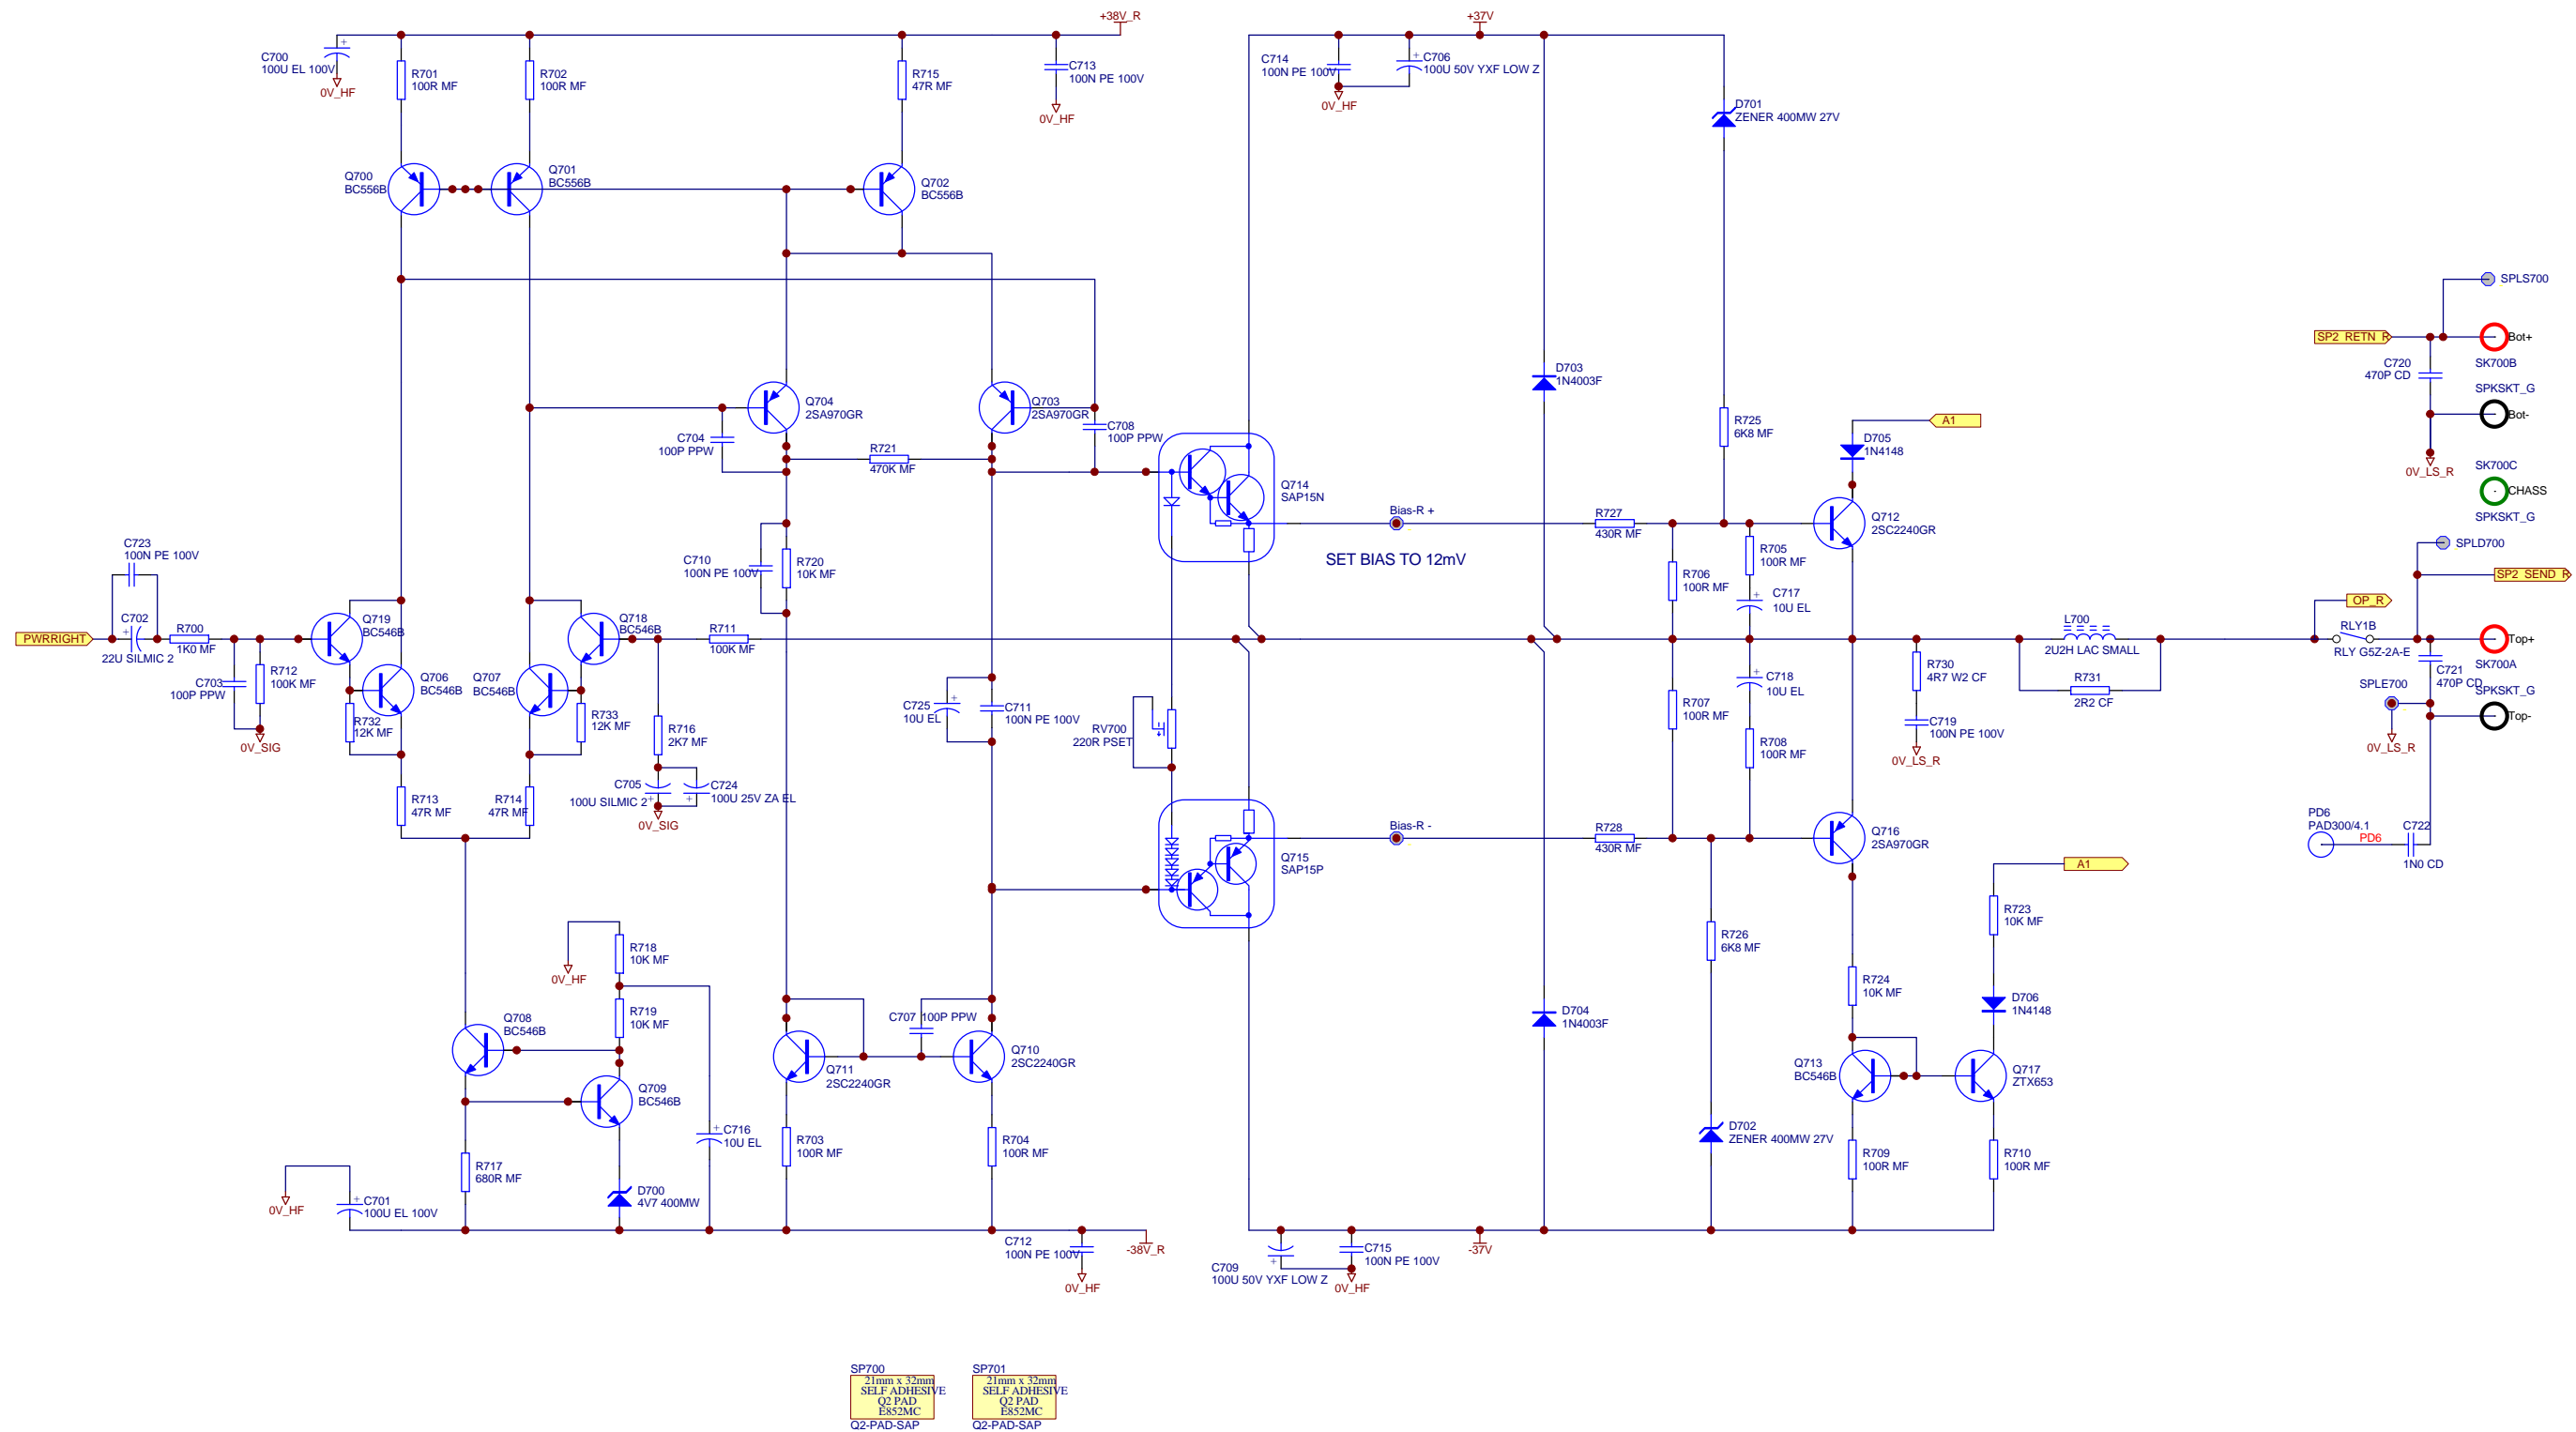 +38V_R
+37V
C700
100U EL 100V
0V_HF
R701
100R MF
R702
100R MF
R715
47R MF
C713
100N PE 100V
0V_HF
C714
100N PE 100V
0V_HF
C706
100U 50V YXF LOW Z
D701
ZENER 400MW 27V
Q700
BC556B
Q701
BC556B
Q702
BC556B
SPLS700
SP2 RETN R
Bot+
C720
470P CD
SK700B
SPKSKT_G
Bot-
0V_LS_R
SK700C
CHASS
SPKSKT_G
D703
1N4003F
Q704
2SA970GR
Q703
2SA970GR
C704
100P PPW
R721
470K MF
C708
100P PPW
R725
6K8 MF
A1
D705
1N4148
Q714
SAP15N
Bias-R +
R727
430R MF
Q712
2SC2240GR
SET BIAS TO 12mV
C723
100N PE 100V
C710
100N PE 100V
R720
10K MF
R706
100R MF
R705
100R MF
C717
10U EL
SPLD700
SP2 SEND R
OP_R
PWRRIGHT
C702
22U SILMIC 2
R700
1K0 MF
Q719
BC546B
Q718
BC546B
R711
100K MF
L700
2U2H LAC SMALL
RLY1B
RLY G5Z-2A-E
Top+
SK700A
C703
100P PPW
R712
100K MF
0V_SIG
Q706
BC546B
Q707
BC546B
R732
12K MF
R733
12K MF
R716
2K7 MF
C725
10U EL
C711
100N PE 100V
RV700
220R PSET
R707
100R MF
C718
10U EL
R708
100R MF
R730
4R7 W2 CF
C719
100N PE 100V
0V_LS_R
R731
2R2 CF
C721
470P CD
SPLE700
SPKSKT_G
Top-
0V_LS_R
R713
47R MF
R714
47R MF
C705
100U SILMIC 2
C724
100U 25V ZA EL
0V_SIG
Bias-R -
R728
430R MF
Q715
SAP15P
Q716
2SA970GR
PD6
PAD300/4.1
PD6
C722
1N0 CD
A1
R718
10K MF
0V_HF
R719
10K MF
Q708
BC546B
Q709
BC546B
C707 100P PPW
Q711
2SC2240GR
Q710
2SC2240GR
R726
6K8 MF
R723
10K MF
R724
10K MF
D706
1N4148
D704
1N4003F
Q713
BC546B
Q717
ZTX653
C716
10U EL
R703
100R MF
R704
100R MF
D702
ZENER 400MW 27V
R709
100R MF
R710
100R MF
R717
680R MF
D700
4V7 400MW
0V_HF
C701
100U EL 100V
C712
100N PE 100V
0V_HF
-38V_R
C709
100U 50V YXF LOW Z
C715
100N PE 100V
0V_HF
-37V
SP700
21mm x 32mm
SELF ADHESIVE
Q2 PAD
E852MC
Q2-PAD-SAP
SP701
21mm x 32mm
SELF ADHESIVE
Q2 PAD
E852MC
Q2-PAD-SAP